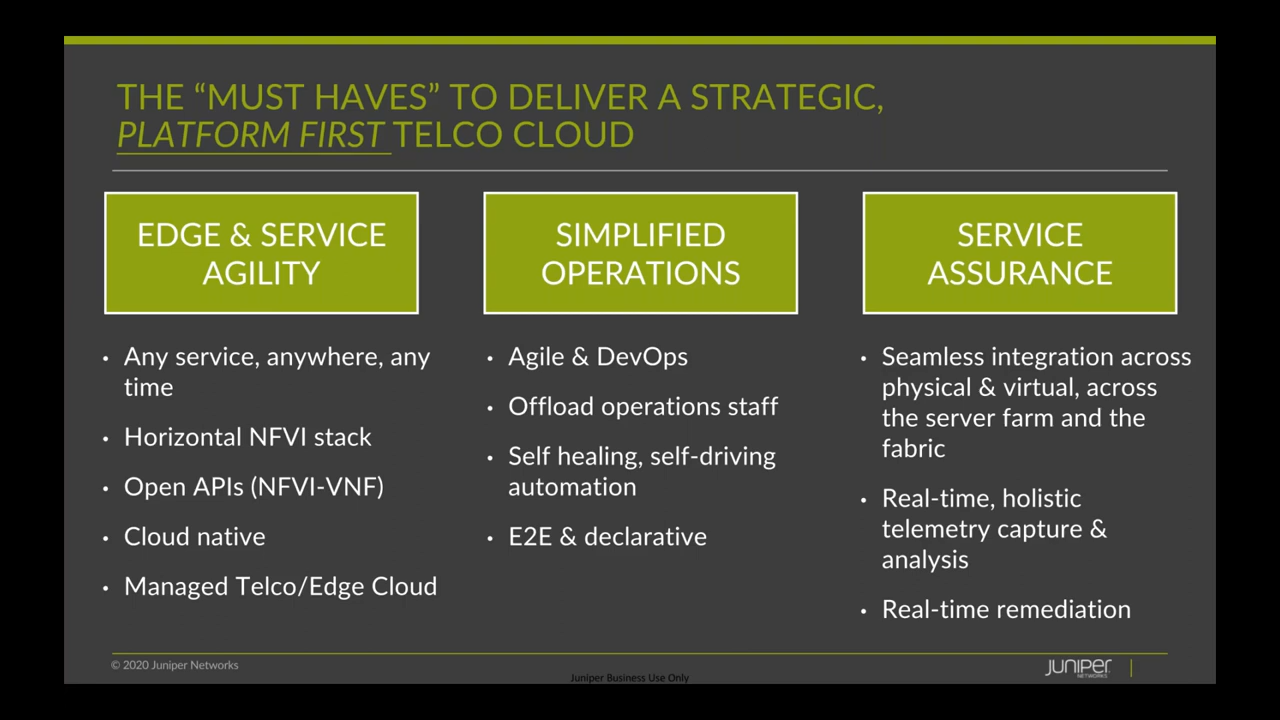 THE “MUST HAVES” TO DELIVER A STRATEGIC,
PLATFORM FIRST TELCO CLOUD
EDGE & SERVICE
AGILITY
• Any service, anywhere, any
time
• Horizontal NFVI stack
• Open APIs (NFVI-VNF)
• Cloud native
• Managed Telco/Edge Cloud
SIMPLIFIED
OPERATIONS
• Agile & DevOps
• Offload operations staff
• Self healing, self-driving
automation
• E2E & declarative
SERVICE
ASSURANCE
• Seamless integration across
physical & virtual, across
the server farm and the
fabric
• Real-time, holistic
telemetry capture &
analysis
• Real-time remediation
© 2020 Juniper Networks
Juniper Business Use Only
JUNIPER
NETWORKS